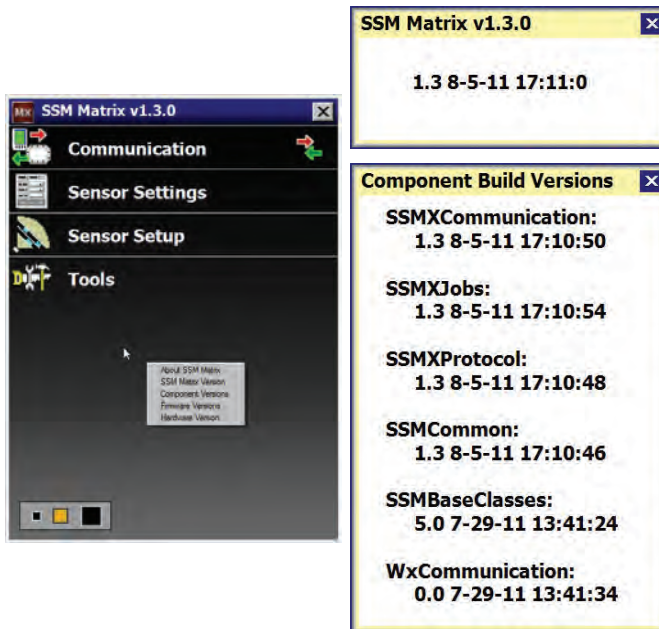 SSM Matrix v1.3.0
1.3 8-5-11 17:11:0
MX SSM Matrix v1.3.0
Communication
Sensor Settings
Sensor Setup
Tools
About SSM Matrix
SSM Matrix Version
Component Versions
Firmware Versions
Hardware Version
Component Build Versions
SSMXCommunication:
1.3 8-5-11 17:10:50
SSMXJobs:
1.3 8-5-11 17:10:54
SSMXProtocol:
1.3 8-5-11 17:10:48
SSMCommon:
1.3 8-5-11 17:10:46
SSMBaseClasses:
5.0 7-29-11 13:41:24
WxCommunication:
0.0 7-29-11 13:41:34